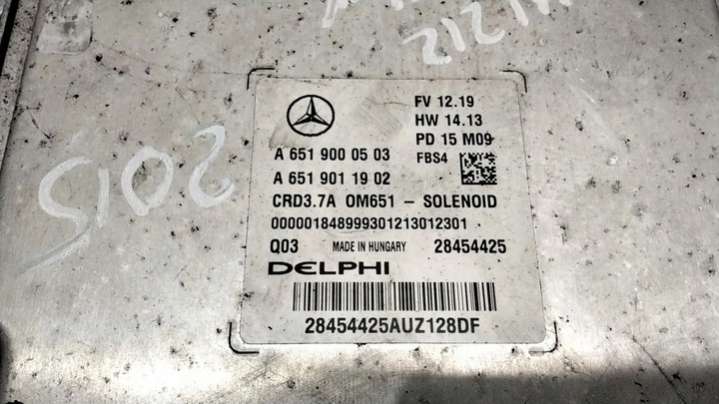 FV 12.19
HW 14.13
PD 15 M09
A 651 900 05 03
FBS4
A 651 901 19 02
CRD3.7A OM651 - SOLENOID
000001848999301213012301
Q03 MADE IN HUNGARY 28454425
DELPHI
28454425AUZ128DF
2015